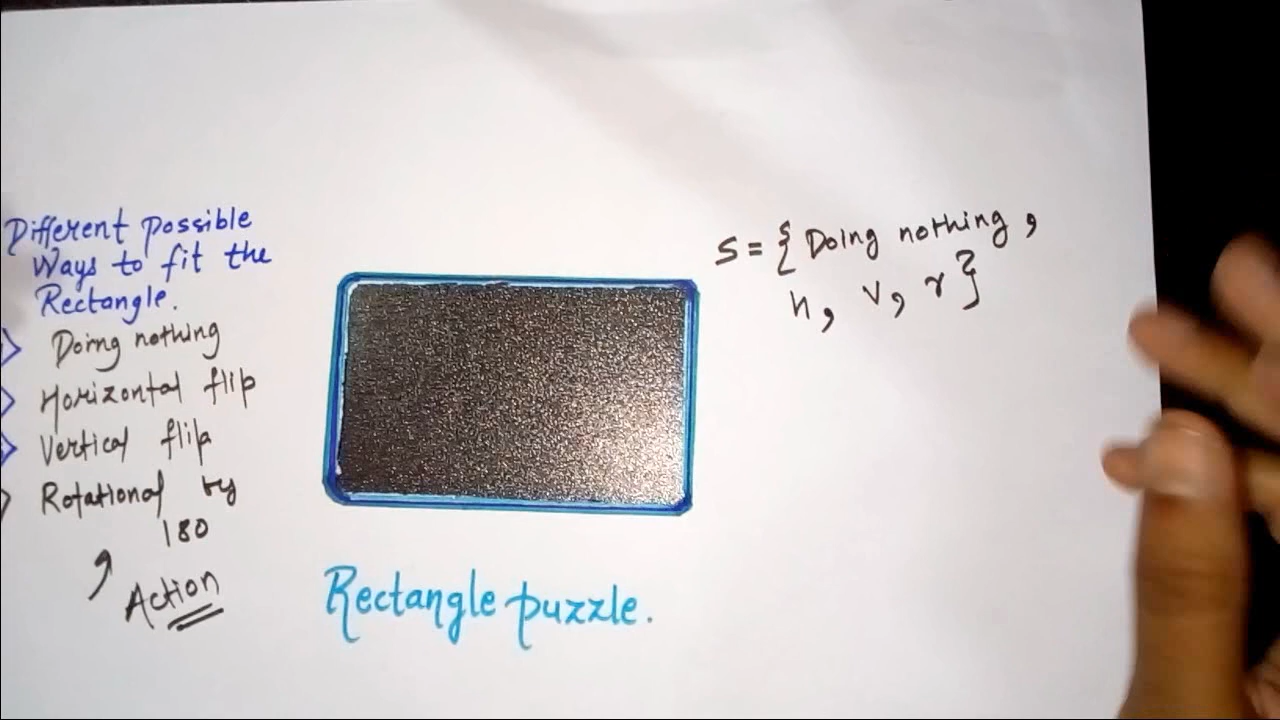 Different possible
Ways to fit the
Rectangle.
Doing nothing
Horizontal flip
Vertical flip
Rotational by
180
Action
Rectangle puzzle.
S = { Doing nothing ,
h, v, r }